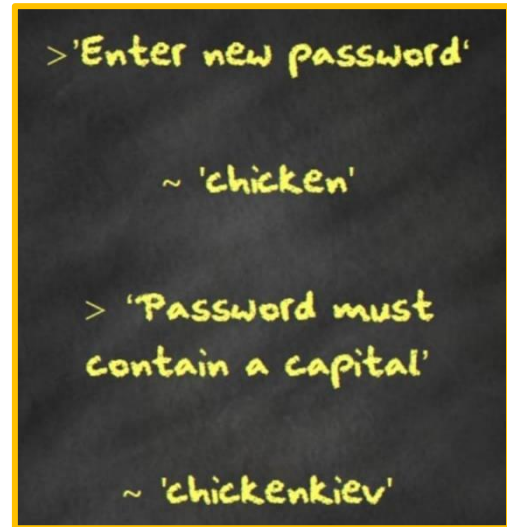 >'Enter new password‘
~ 'chicken'
> ‘Password must
contain a capital’
~ 'chickenkiev'